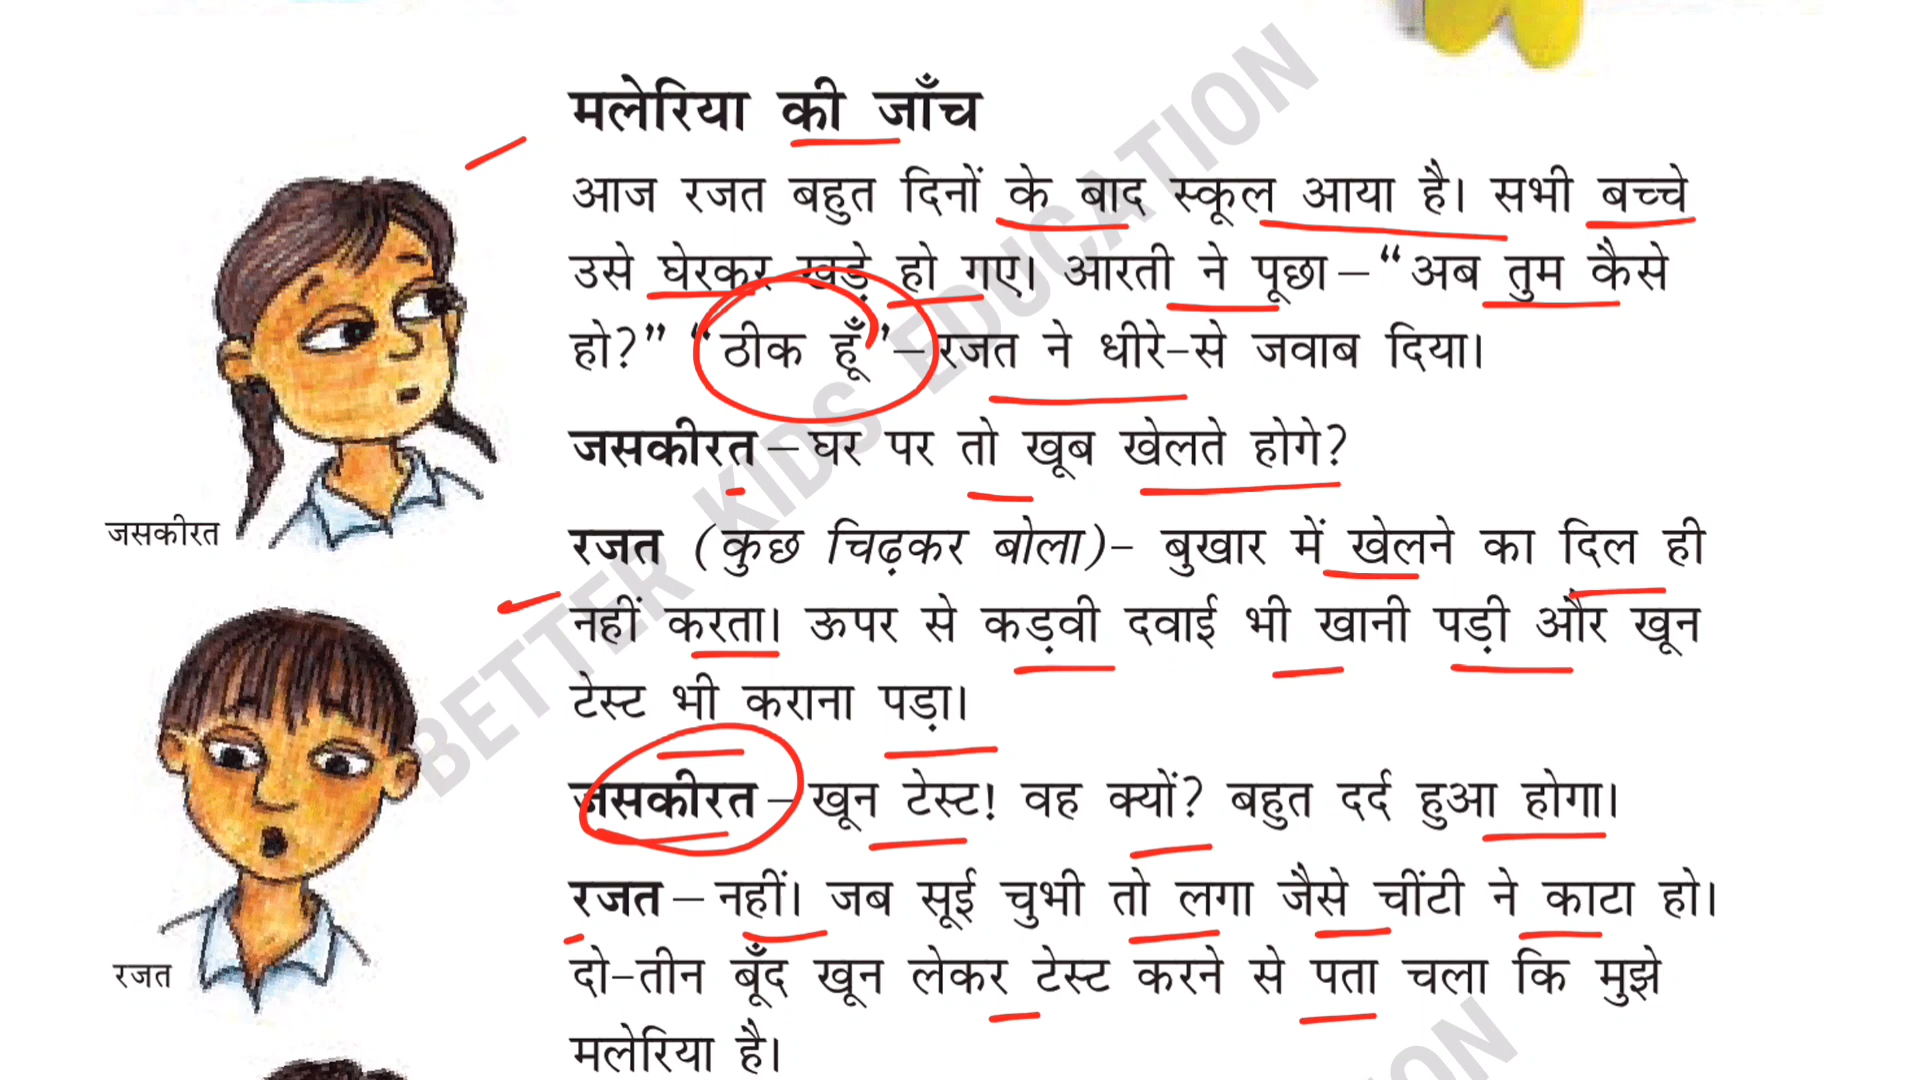 मलेरिया की जाँच
आज रजत बहुत दिनों के बाद स्कूल आया है। सभी बच्चे
उसे घेरकर खड़े हो गए। आरती ने पूछा – “अब तुम कैसे
हो?” “ठीक हूँ” – रजत ने धीरे-से जवाब दिया।
जसकीरत – घर पर तो खूब खेलते होगे?
जसकीरत
रजत (कुछ चिढ़कर बोला)- बुखार में खेलने का दिल ही
नहीं करता। ऊपर से कड़वी दवाई भी खानी पड़ी और खून
टेस्ट भी कराना पड़ा।
जसकीरत – खून टेस्ट! वह क्यों? बहुत दर्द हुआ होगा।
रजत – नहीं। जब सूई चुभी तो लगा जैसे चींटी ने काटा हो।
रजत
दो-तीन बूँद खून लेकर टेस्ट करने से पता चला कि मुझे
मलेरिया है।
BETTER KIDS EDUCATION